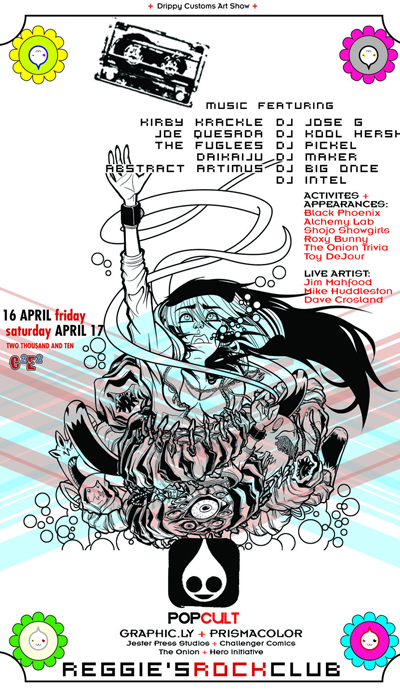 + Drippy Customs Art Show +
MUSIC FEATURING
KIRBY KRACKLE DJ JOSE G
JOE QUESADA DJ KOOL HERSH
THE FUGLEES DJ PICKEL
DAIKAIJU DJ MAKER
ABSTRACT ARTIMUS DJ BIG ONCE
DJ INTEL
ACTIVITES +
APPEARANCES:
Black Phoenix
Alchemy Lab
Shojo Showgirls
Roxy Bunny
The Onion Trivia
Toy DeJour
LIVE ARTIST:
Jim Mahfood
Mike Huddleston
Dave Crosland
16 APRIL friday
saturday APRIL 17
TWO THOUSAND AND TEN
C2E2
POPCULT
GRAPHIC.LY + PRISMACOLOR
Jester Press Studios + Challenger Comics
The Onion + Hero Initiative
REGGIE'SROCKCLUB